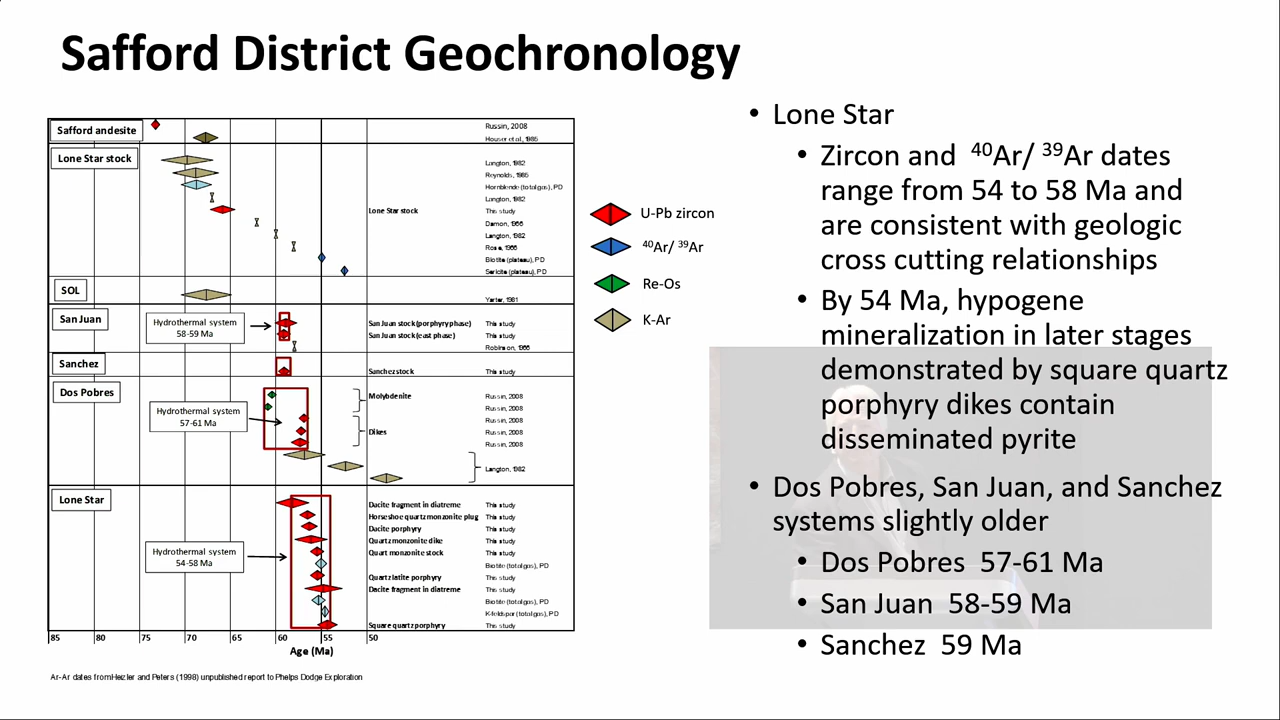 Safford District Geochronology
Safford andesite
Russin, 2008
Houser et al, 1985
Lone Star stock
Langton, 1982
Reynolds, 1985
Hornblende (total gas), PD
Langton, 1982
Lone Star stock This study
Damon, 1966
Langton, 1982
Rose, 1966
Biotite (plateau), PD
Sericite (plateau), PD
SOL
Yarter, 1981
San Juan
Hydrothermal system
58-59 Ma
San Juan stock (porphyry phase) This study
San Juan stock (east phase) This study
Robinson, 1966
Sanchez
Sanchez stock This study
Dos Pobres
Hydrothermal system
57-61 Ma
Molybdenite Russin, 2008
Russin, 2008
Russin, 2008
Dikes Russin, 2008
Russin, 2008
Langton, 1982
Lone Star
Hydrothermal system
54-58 Ma
Dacite fragment in diatreme This study
Horseshoe quartz monzonite plug This study
Dacite porphyry This study
Quartz monzonite dike This study
Quart monzonite stock This study
Biotite (total gas), PD
Quartz latite porphyry This study
Dacite fragment in diatreme This study
Biotite (total gas), PD
K-feldspar (total gas), PD
Square quartz porphyry This study
85 80 75 70 65 60 55 50
Age (Ma)
Ar-Ar dates from Heizler and Peters (1998) unpublished report to Phelps Dodge Exploration
U-Pb zircon
40Ar/ 39Ar
Re-Os
K-Ar
• Lone Star
• Zircon and 40Ar/ 39Ar dates
range from 54 to 58 Ma and
are consistent with geologic
cross cutting relationships
• By 54 Ma, hypogene
mineralization in later stages
demonstrated by square quartz
porphyry dikes contain
disseminated pyrite
• Dos Pobres, San Juan, and Sanchez
systems slightly older
• Dos Pobres 57-61 Ma
• San Juan 58-59 Ma
• Sanchez 59 Ma